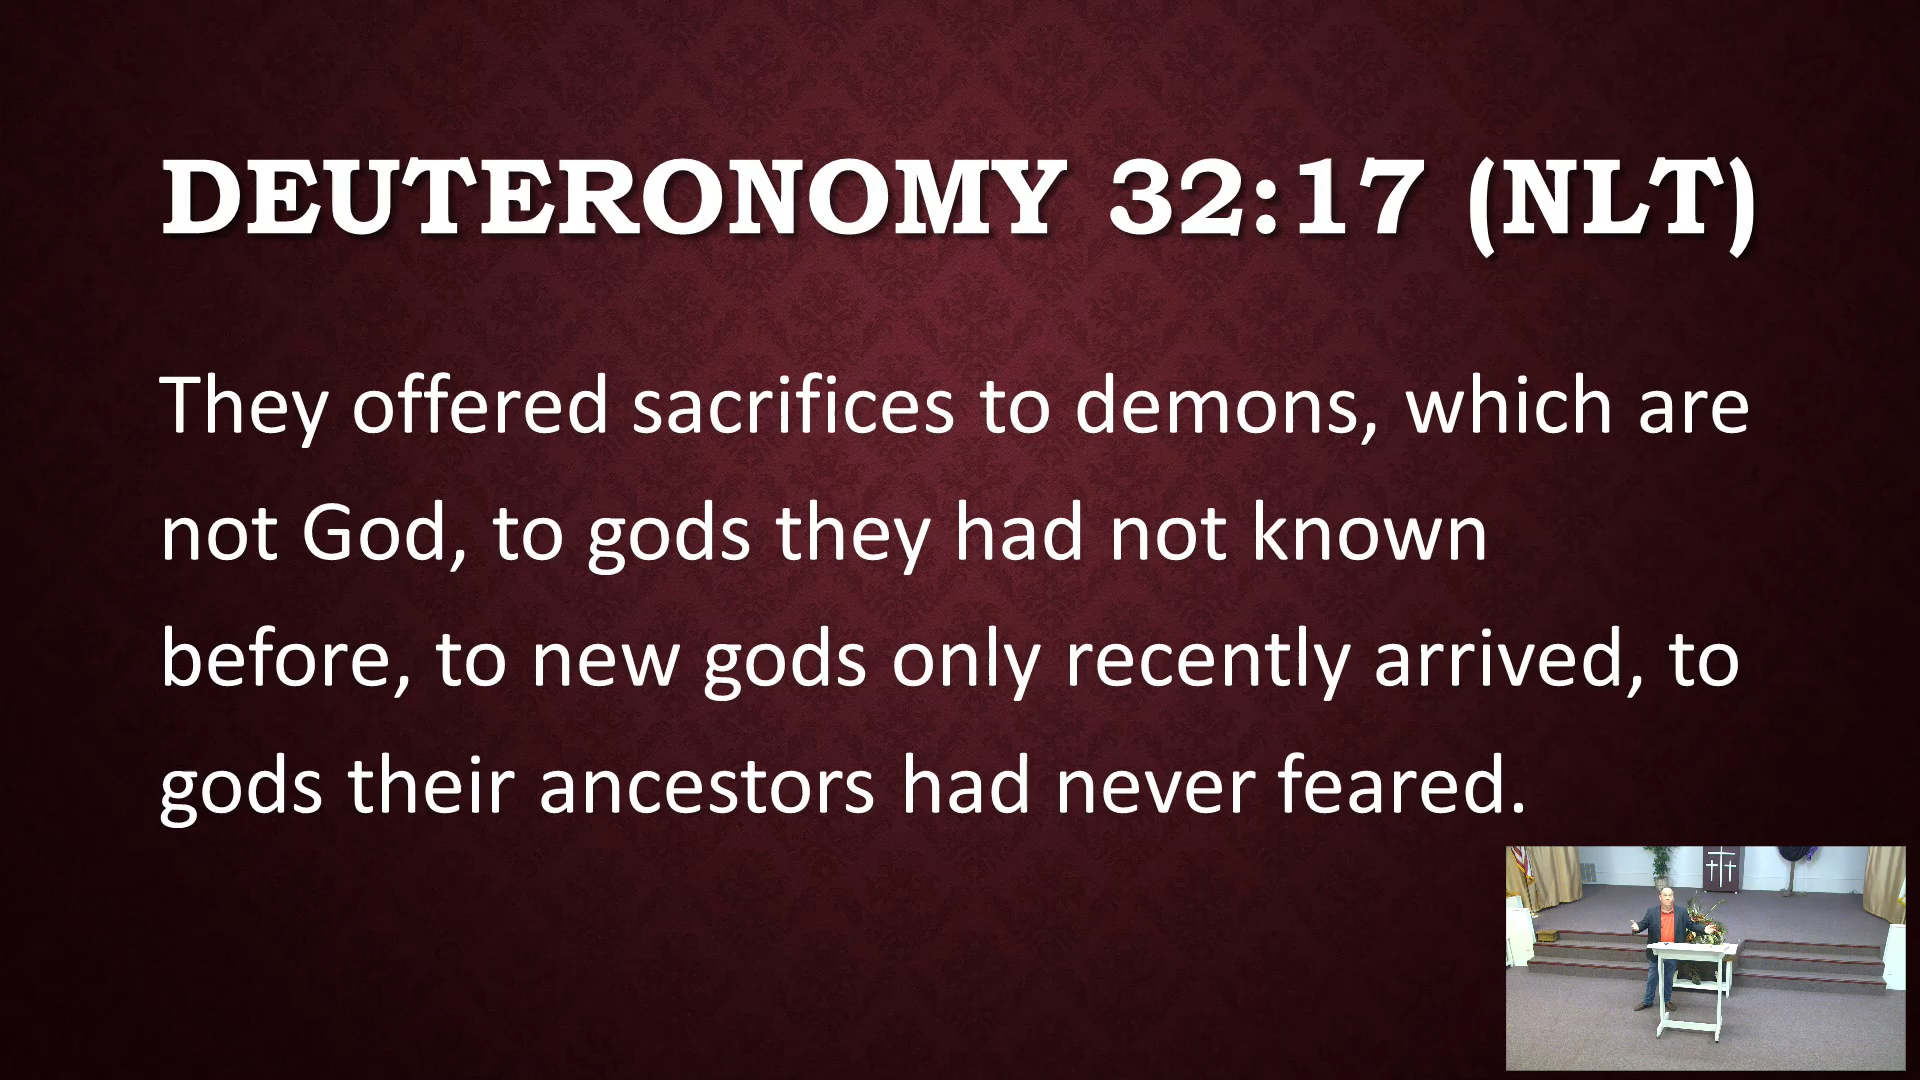 DEUTERONOMY 32:17 (NLT)
They offered sacrifices to demons, which are
not God, to gods they had not known
before, to new gods only recently arrived, to
gods their ancestors had never feared.